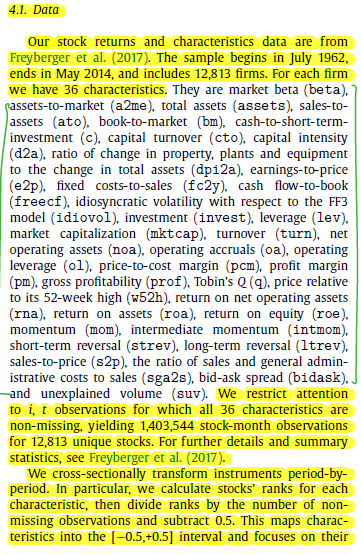 4.1. Data
Our stock returns and characteristics data are from
Freyberger et al. (2017). The sample begins in July 1962,
ends in May 2014, and includes 12,813 firms. For each firm
we have 36 characteristics. They are market beta (beta),
assets-to-market (a2me), total assets (assets), sales-to-
assets (ato), book-to-market (bm), cash-to-short-term-
investment (c), capital turnover (cto), capital intensity
(d2a), ratio of change in property, plants and equipment
to the change in total assets (dpi2a), earnings-to-price
(e2p), fixed costs-to-sales (fc2y), cash flow-to-book
(freecf), idiosyncratic volatility with respect to the FF3
model (idiovol), investment (invest), leverage (lev),
market capitalization (mktcap), turnover (turn), net
operating assets (noa), operating accruals (oa), operating
leverage (ol), price-to-cost margin (pcm), profit margin
(pm), gross profitability (prof), Tobin's Q (q), price relative
to its 52-week high (w52h), return on net operating assets
(rna), return on assets (roa), return on equity (roe),
momentum (mom), intermediate momentum (intmom),
short-term reversal (strev), long-term reversal (ltrev),
sales-to-price (s2p), the ratio of sales and general admin-
istrative costs to sales (sga2s), bid-ask spread (bidask),
and unexplained volume (suv). We restrict attention
to i, t observations for which all 36 characteristics are
non-missing, yielding 1,403,544 stock-month observations
for 12,813 unique stocks. For further details and summary
statistics, see Freyberger et al. (2017).
We cross-sectionally transform instruments period-by-
period. In particular, we calculate stocks' ranks for each
characteristic, then divide ranks by the number of non-
missing observations and subtract 0.5. This maps charac-
teristics into the [−0.5,+0.5] interval and focuses on their